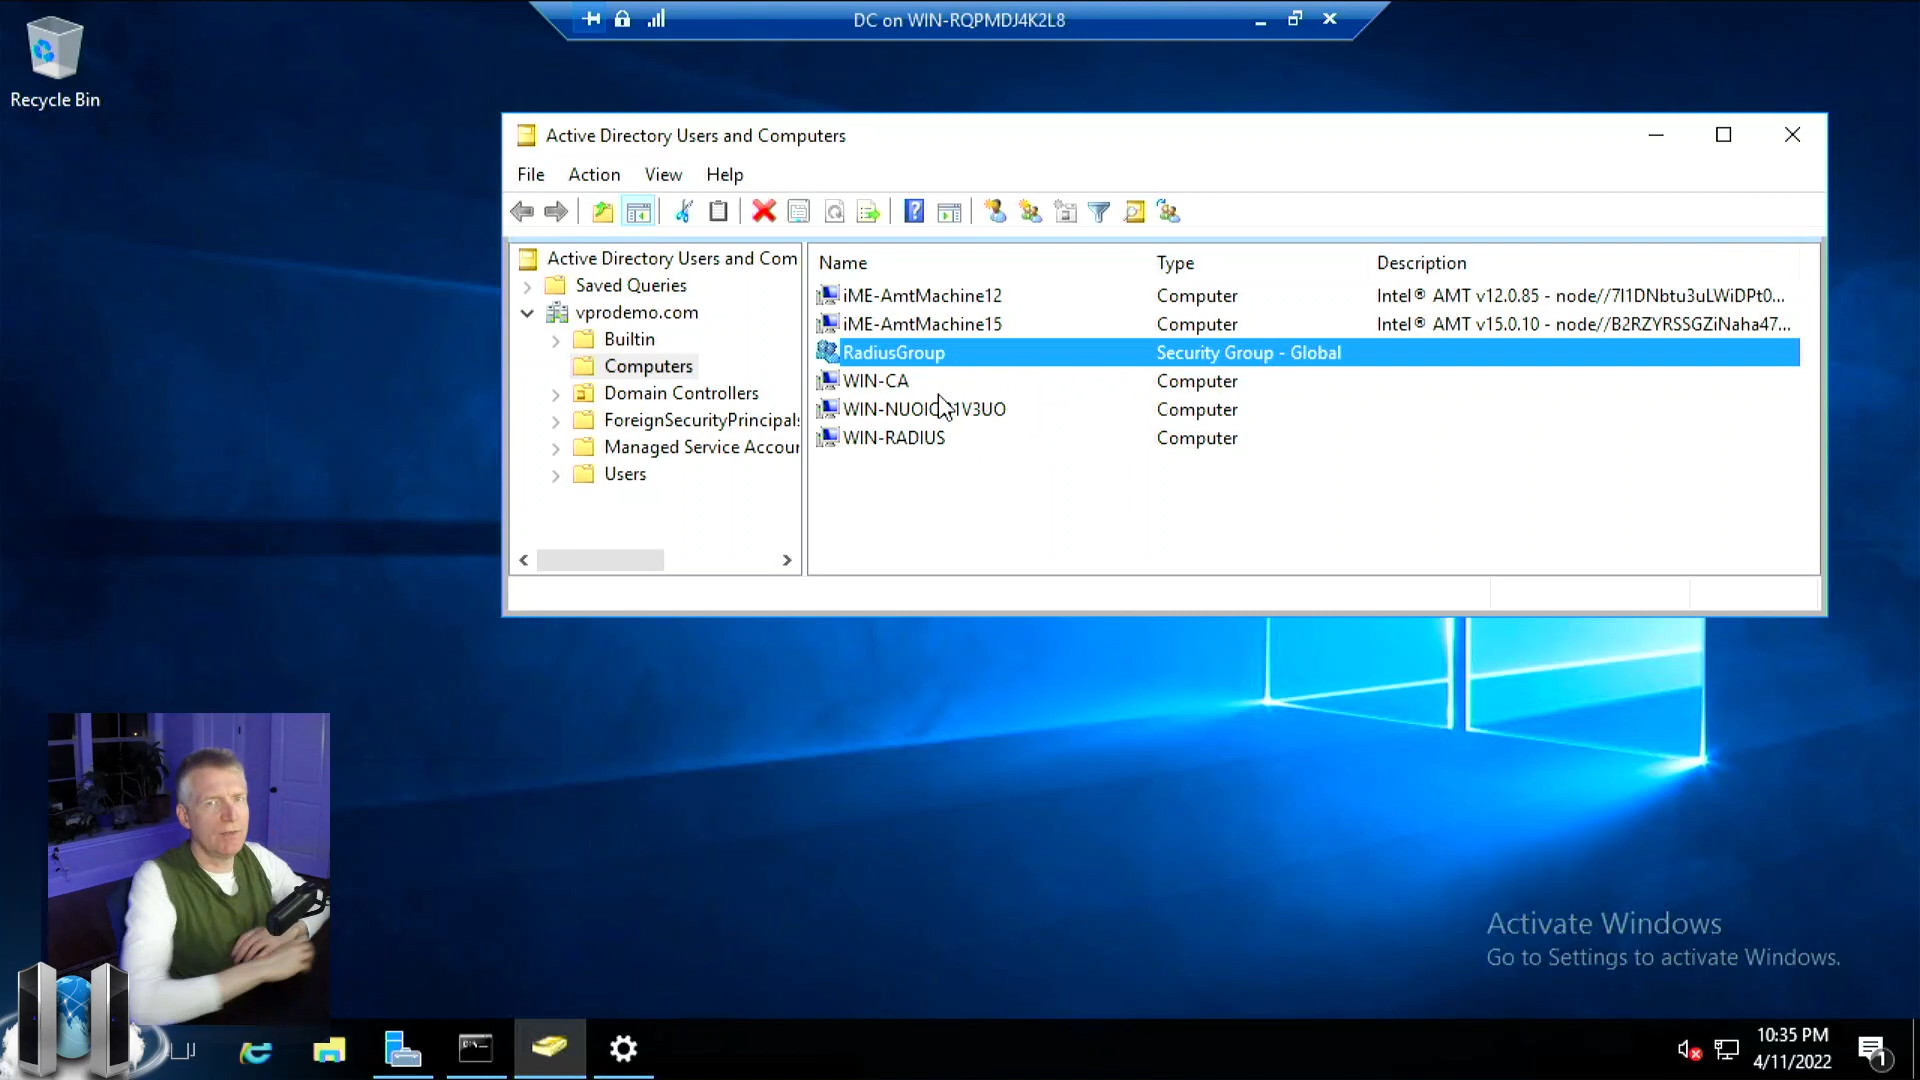 DC on WIN-RQPMDJ4K2L8
Recycle Bin
Active Directory Users and Computers
File Action View Help
Active Directory Users and Com
Saved Queries
vprodemo.com
Builtin
Computers
Domain Controllers
ForeignSecurityPrincipals
Managed Service Accour
Users
Name Type Description
iME-AmtMachine12 Computer Intel® AMT v12.0.85 - node//7I1DNbtu3uLWiDPt0...
iME-AmtMachine15 Computer Intel® AMT v15.0.10 - node//B2RZYRSSGZiNaha47...
RadiusGroup Security Group - Global
WIN-CA Computer
Computer
WIN-RADIUS Computer
Activate Windows
Go to Settings to activate Windows.
10:35 PM
4/11/2022
1